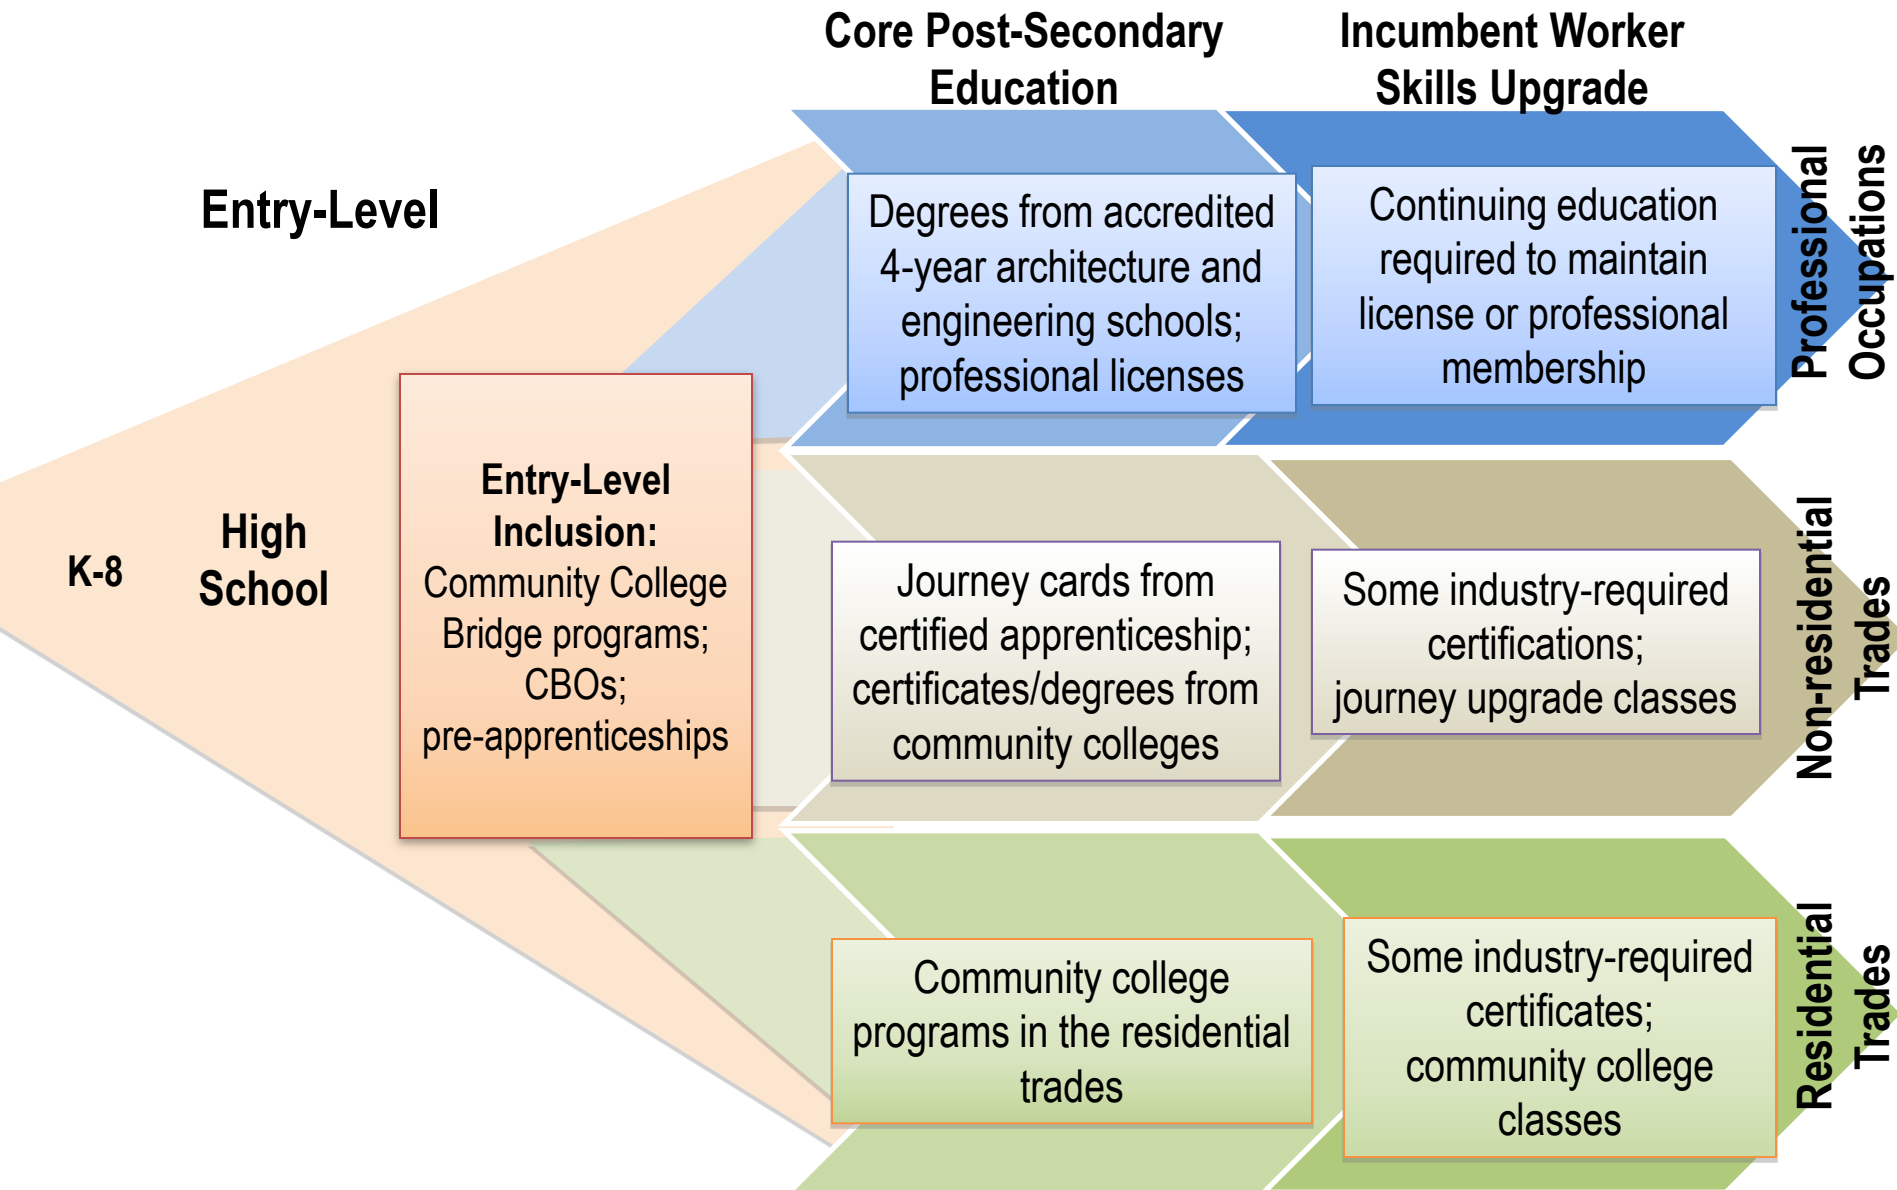 Core Post-Secondary
Education
Incumbent Worker
Skills Upgrade
Entry-Level
K-8
High
School
Entry-Level
Inclusion:
Community College
Bridge programs;
CBOs;
pre-apprenticeships
Degrees from accredited
4-year architecture and
engineering schools;
professional licenses
Continuing education
required to maintain
license or professional
membership
Professional
Occupations
Journey cards from
certified apprenticeship;
certificates/degrees from
community colleges
Some industry-required
certifications;
journey upgrade classes
Non-residential
Trades
Community college
programs in the residential
trades
Some industry-required
certificates;
community college
classes
Residential
Trades